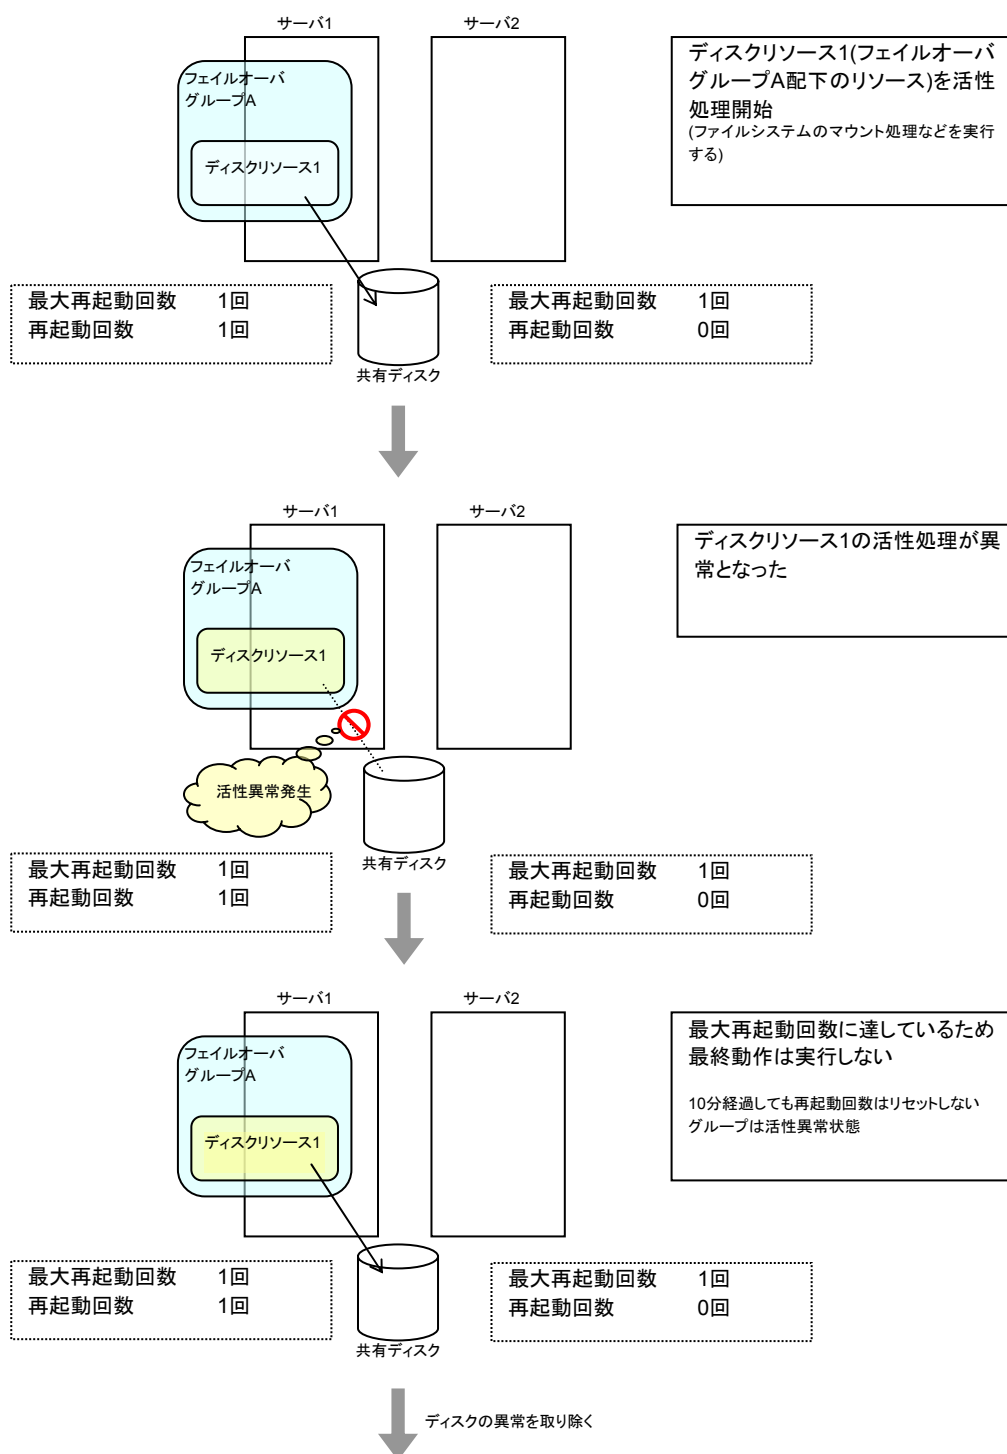 サーバ1
サーバ2
フェイルオーバ
グループA
ディスクリソース1
ディスクリソース1(フェイルオーバ
グループA配下のリソース)を活性
処理開始
(ファイルシステムのマウント処理などを実行
する)
最大再起動回数 1回
再起動回数 1回
共有ディスク
最大再起動回数 1回
再起動回数 0回
サーバ1
サーバ2
フェイルオーバ
グループA
ディスクリソース1
活性異常発生
ディスクリソース1の活性処理が異
常となった
最大再起動回数 1回
再起動回数 1回
共有ディスク
最大再起動回数 1回
再起動回数 0回
サーバ1
サーバ2
フェイルオーバ
グループA
ディスクリソース1
最大再起動回数に達しているため
最終動作は実行しない
10分経過しても再起動回数はリセットしない
グループは活性異常状態
最大再起動回数 1回
再起動回数 1回
共有ディスク
最大再起動回数 1回
再起動回数 0回
ディスクの異常を取り除く